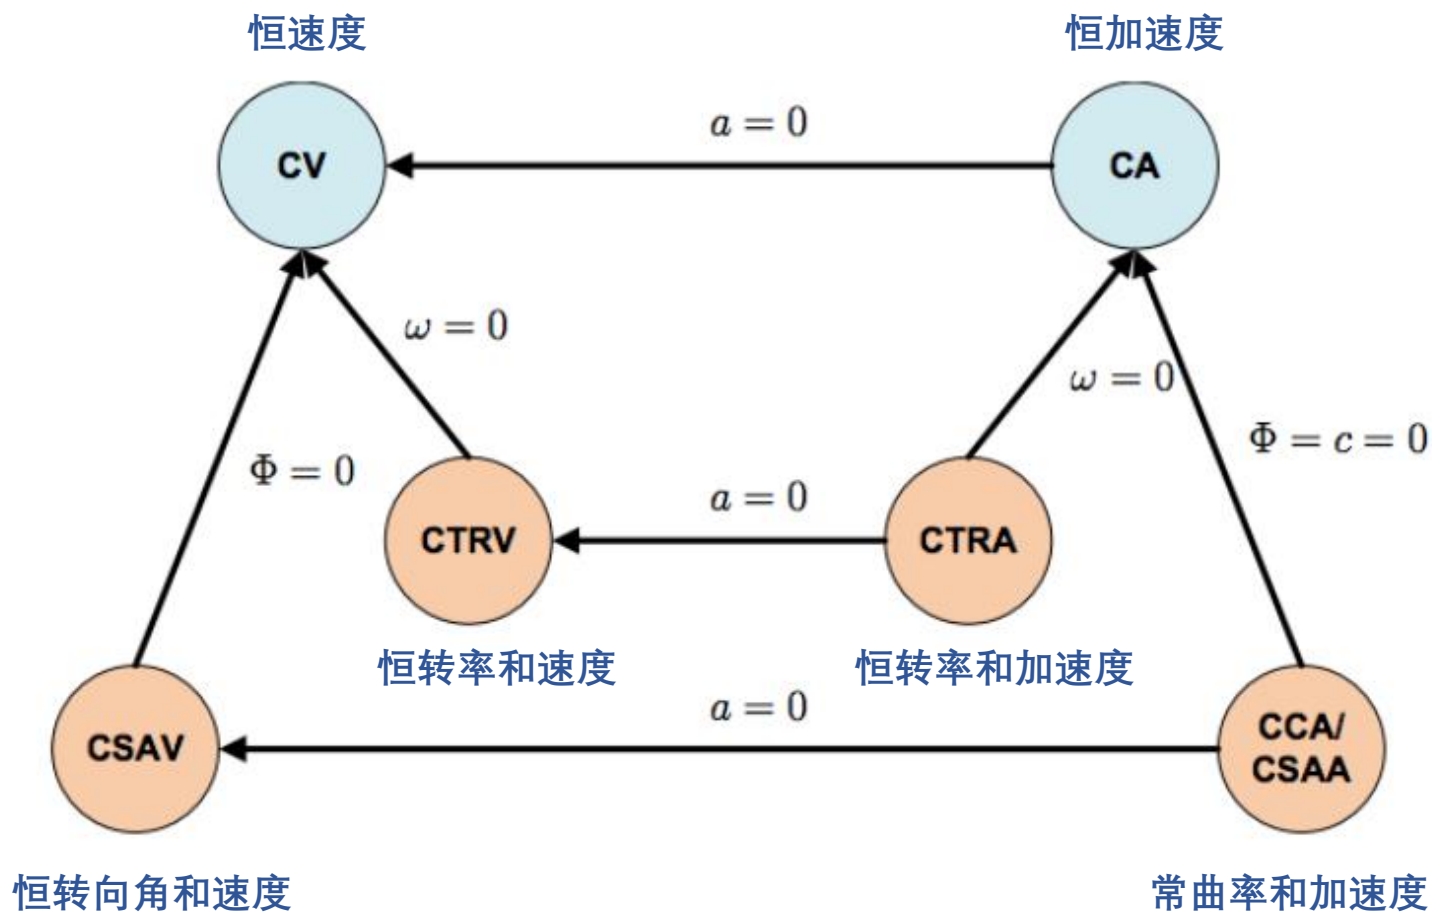 恒速度
恒加速度
a = 0
CV
CA
ω = 0
ω = 0
Φ = c = 0
Φ = 0
a = 0
CTRV
CTRA
恒转率和速度
恒转率和加速度
a = 0
CSAV
CCA/
CSAA
恒转向角和速度
常曲率和加速度